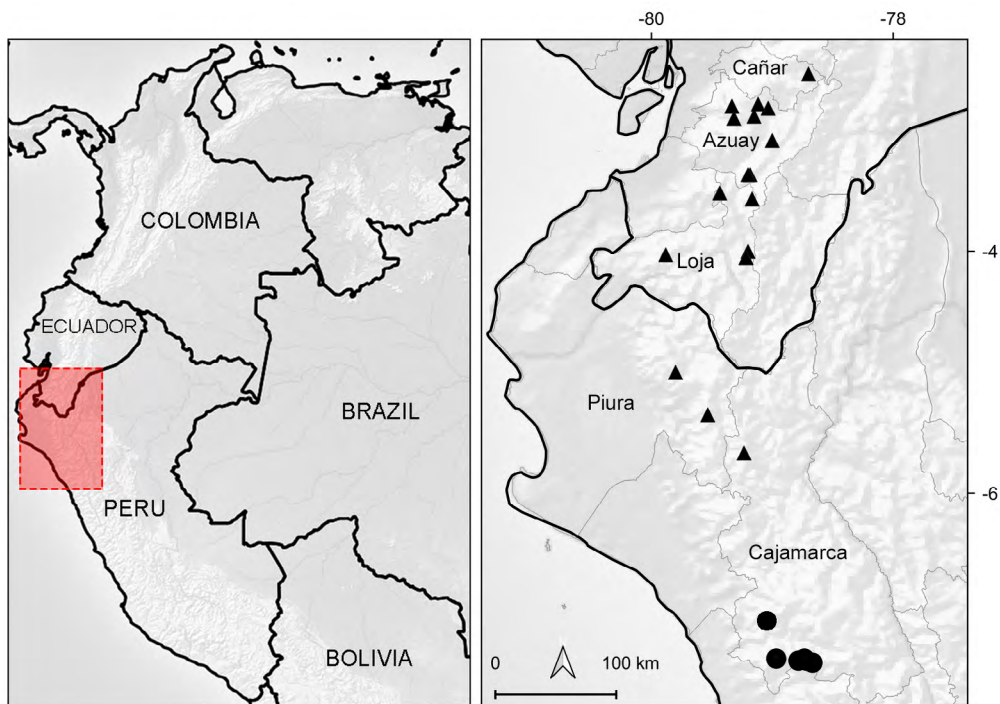 COLOMBIA
ECUADOR
BRAZIL
PERU
BOLIVIA
-80
-78
Cañar
Azuay
-4
Loja
Piura
-6
Cajamarca
0
100 km